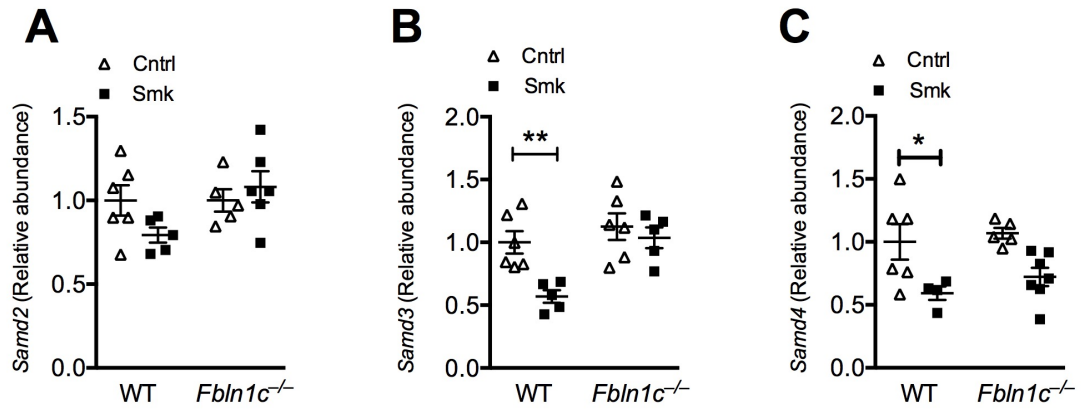 A
Cntrl
Smk
Samd2 (Relative abundance)
1.5
1.0
0.5
0.0
WT Fbln1c–/–
B
Cntrl
Smk
Samd3 (Relative abundance)
2.0
1.5
1.0
0.5
0.0
**
WT Fbln1c–/–
C
Cntrl
Smk
Samd4 (Relative abundance)
2.0
1.5
1.0
0.5
0.0
*
WT Fbln1c–/–